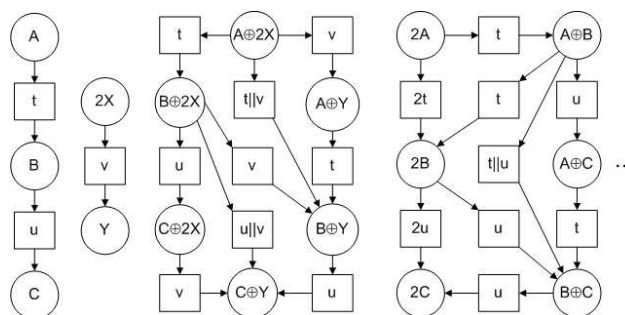 A
t
B
u
C
2X
v
Y
t
A⊕2X
v
B⊕2X
t||v
A⊕Y
u
v
t
C⊕2X
u||v
B⊕Y
v
C⊕Y
u
2A
t
A⊕B
2t
t
u
2B
t||u
A⊕C
...
2u
u
t
2C
u
B⊕C